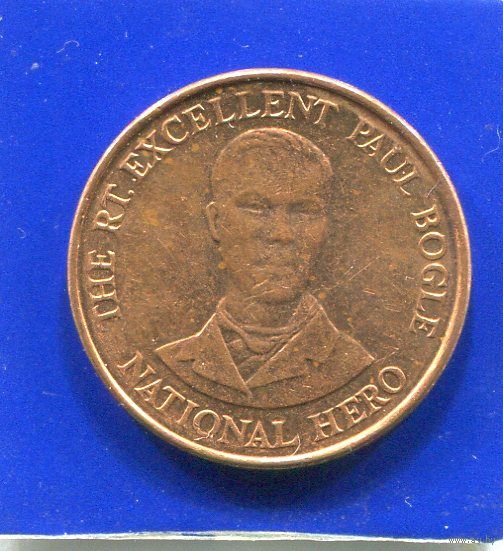 THE RT. EXCELLENT PAUL BOGLE
NATIONAL HERO